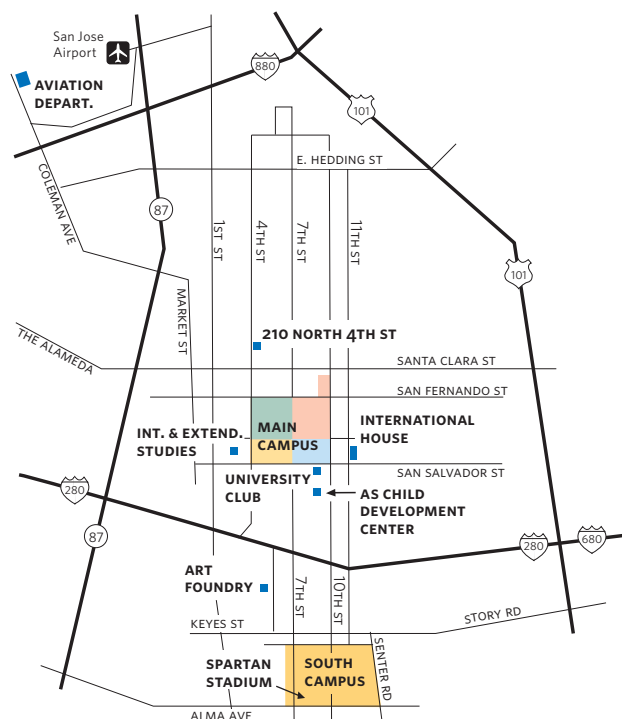 San Jose
Airport
880
AVIATION
DEPART.
101
E. HEDDING ST
COLEMAN AVE
87
1ST ST
4TH ST
7TH ST
11TH ST
101
MARKET ST
210 NORTH 4TH ST
THE ALAMEDA
SANTA CLARA ST
SAN FERNANDO ST
INT. & EXTEND.
STUDIES
MAIN
CAMPUS
INTERNATIONAL
HOUSE
SAN SALVADOR ST
UNIVERSITY
CLUB
280
AS CHILD
DEVELOPMENT
CENTER
87
280
680
ART
FOUNDRY
7TH ST
10TH ST
KEYES ST
STORY RD
SPARTAN
STADIUM
SOUTH
CAMPUS
SENTER RD
ALMA AVE